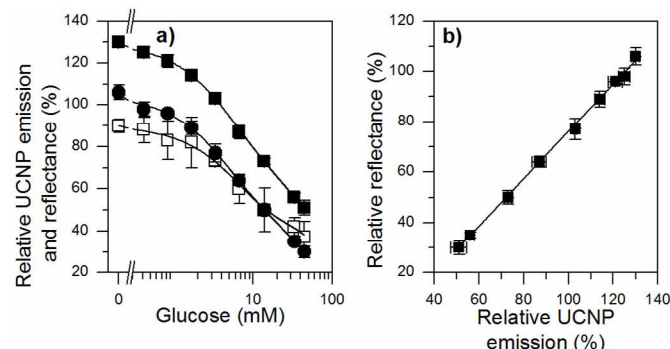 a)
140
120
100
80
60
40
20
Relative UCNP emission
and reflectance (%)
0
10
100
Glucose (mM)
b)
120
100
80
60
40
20
Relative reflectance (%)
40 60 80 100 120 140
Relative UCNP
emission (%)